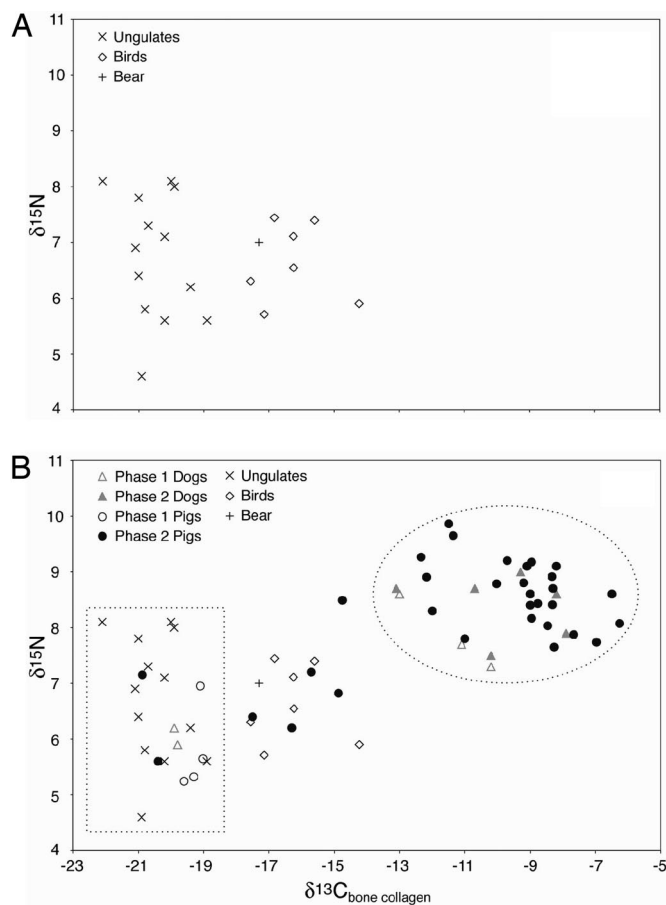 A
11
10
9
8
7
6
5
4
δ15N
Ungulates
Birds
Bear
B
11
10
9
8
7
6
5
4
Phase 1 Dogs
Phase 2 Dogs
Phase 1 Pigs
Phase 2 Pigs
Ungulates
Birds
Bear
δ15N
-23 -21 -19 -17 -15 -13 -11 -9 -7 -5
δ13C bone collagen